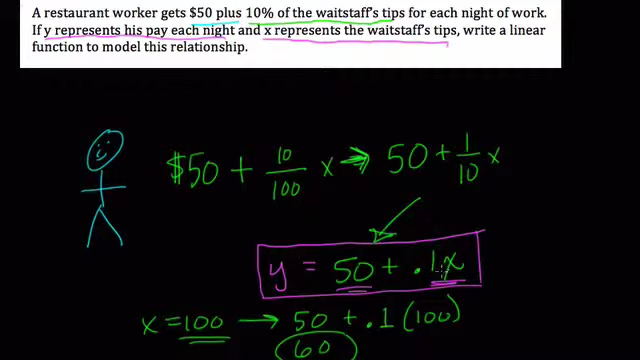 A restaurant worker gets $50 plus 10% of the waitstaff's tips for each night of work.
If y represents his pay each night and x represents the waitstaff's tips, write a linear
function to model this relationship.
$50 + 10/100 x → 50 + 1/10 x
y = 50 + .1x
x = 100 → 50 + .1 (100)
60